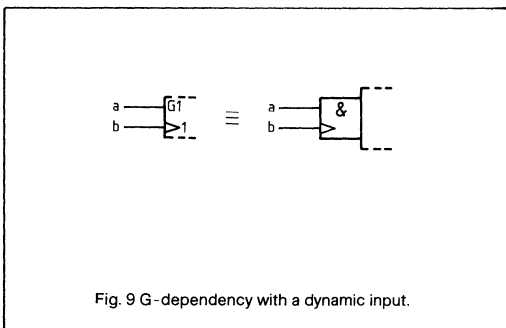 a G1 ≡ a &
b 1 b
Fig. 9 G-dependency with a dynamic input.